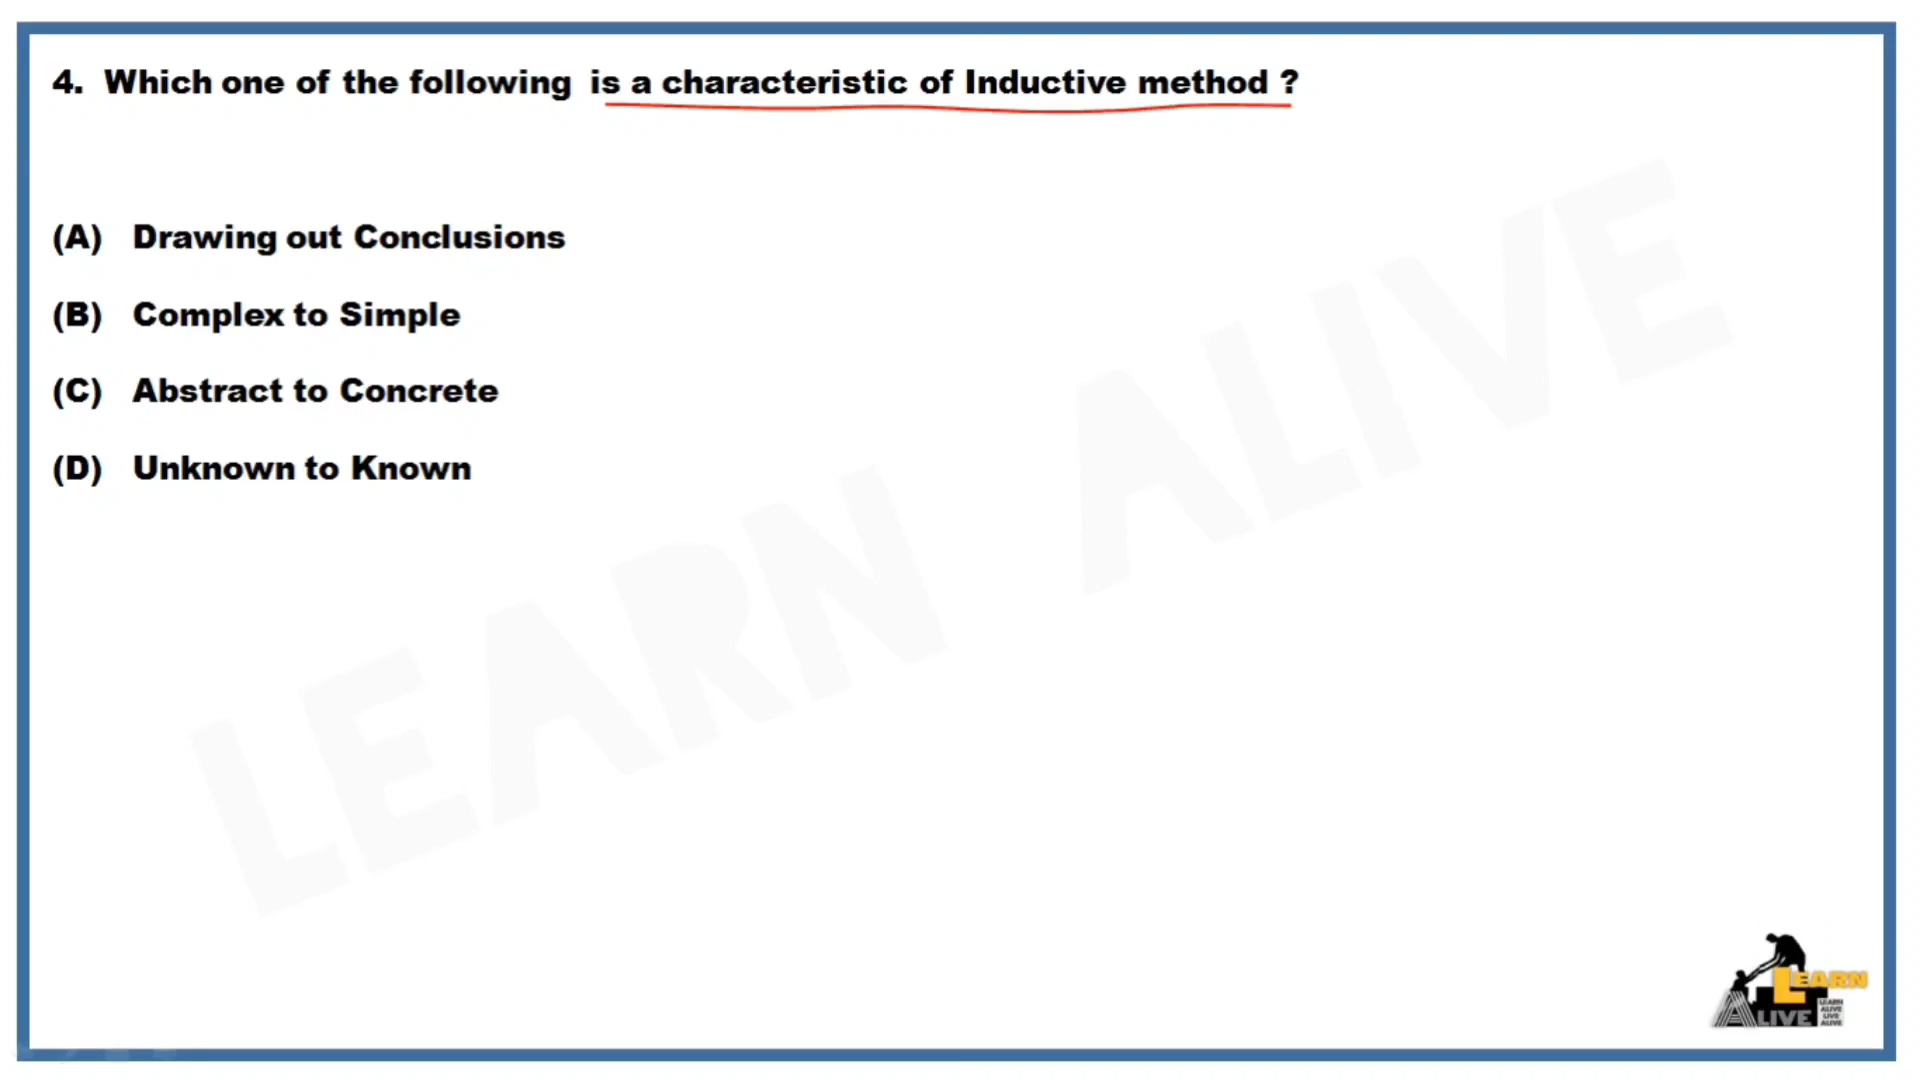 4. Which one of the following is a characteristic of Inductive method ?
(A) Drawing out Conclusions
(B) Complex to Simple
(C) Abstract to Concrete
(D) Unknown to Known
LEARN ALIVE
LEARN
ALIVE
LEARN
ALIVE
LIVE
ALIVE